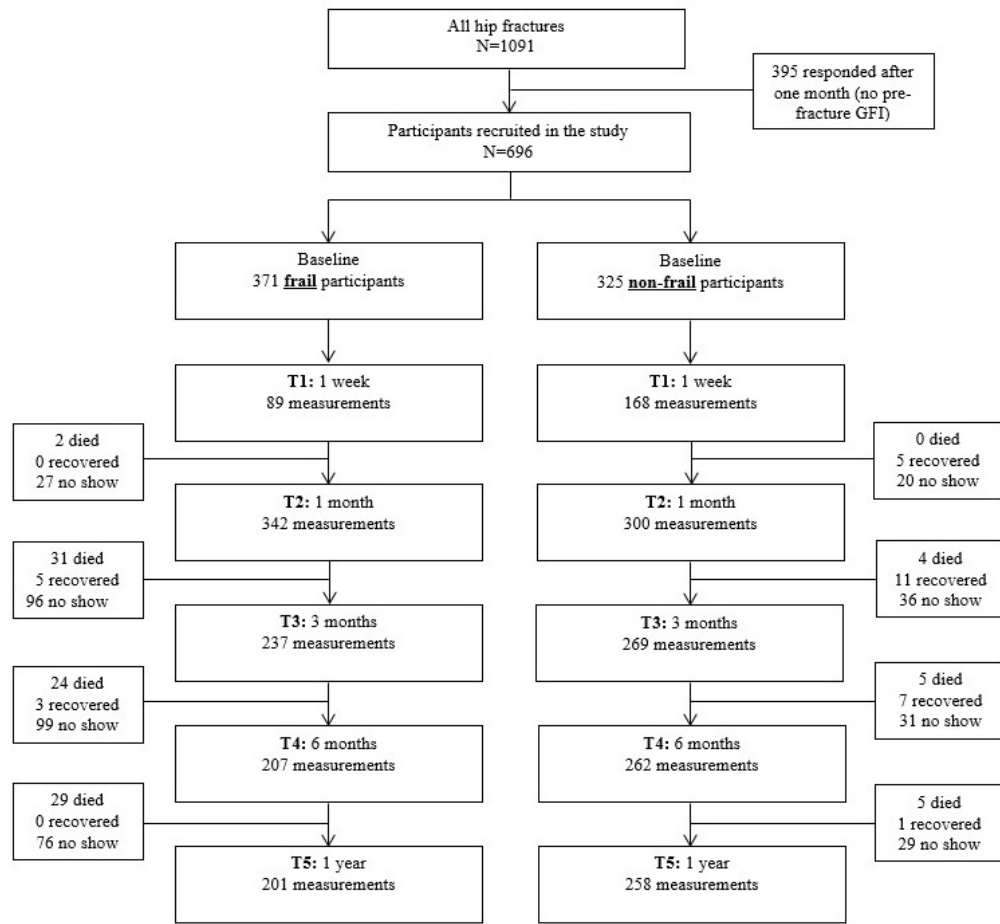 All hip fractures
N=1091
395 responded after
one month (no pre-
fracture GFI)
Participants recruited in the study
N=696
Baseline
371 frail participants
Baseline
325 non-frail participants
T1: 1 week
89 measurements
T1: 1 week
168 measurements
2 died
0 recovered
27 no show
0 died
5 recovered
20 no show
T2: 1 month
342 measurements
T2: 1 month
300 measurements
31 died
5 recovered
96 no show
4 died
11 recovered
36 no show
T3: 3 months
237 measurements
T3: 3 months
269 measurements
24 died
3 recovered
99 no show
5 died
7 recovered
31 no show
T4: 6 months
207 measurements
T4: 6 months
262 measurements
29 died
0 recovered
76 no show
5 died
1 recovered
29 no show
T5: 1 year
201 measurements
T5: 1 year
258 measurements